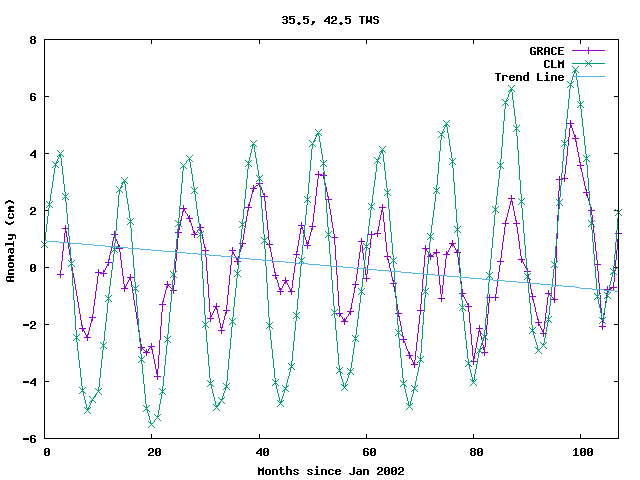 35.5, 42.5 TWS
GRACE
CLM
Trend Line
8
6
4
2
0
-2
-4
-6
Anomaly (cm)
0 20 40 60 80 100
Months since Jan 2002